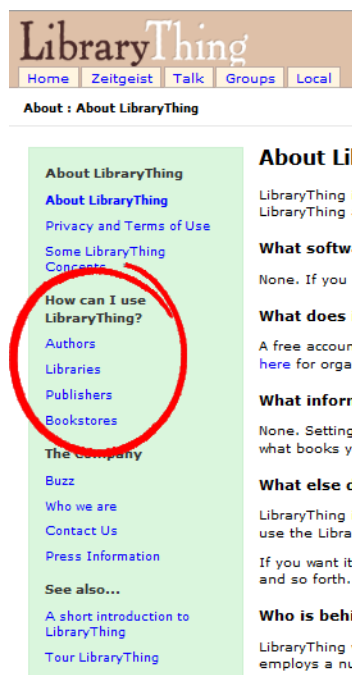 LibraryThing
Home Zeitgeist Talk Groups Local
About : About LibraryThing
About LibraryThing
About LibraryThing
Privacy and Terms of Use
Some LibraryThing
Concepts
How can I use
LibraryThing?
Authors
Libraries
Publishers
Bookstores
The Company
Buzz
Who we are
Contact Us
Press Information
See also...
A short introduction to
LibraryThing
Tour LibraryThing
About Li
LibraryThing
LibraryThing
What softwa
None. If you
What does
A free accoun
here for orga
What inforn
None. Setting
what books y
What else d
LibraryThing
use the Libra
If you want it
and so forth.
Who is behi
LibraryThing
employs a nu